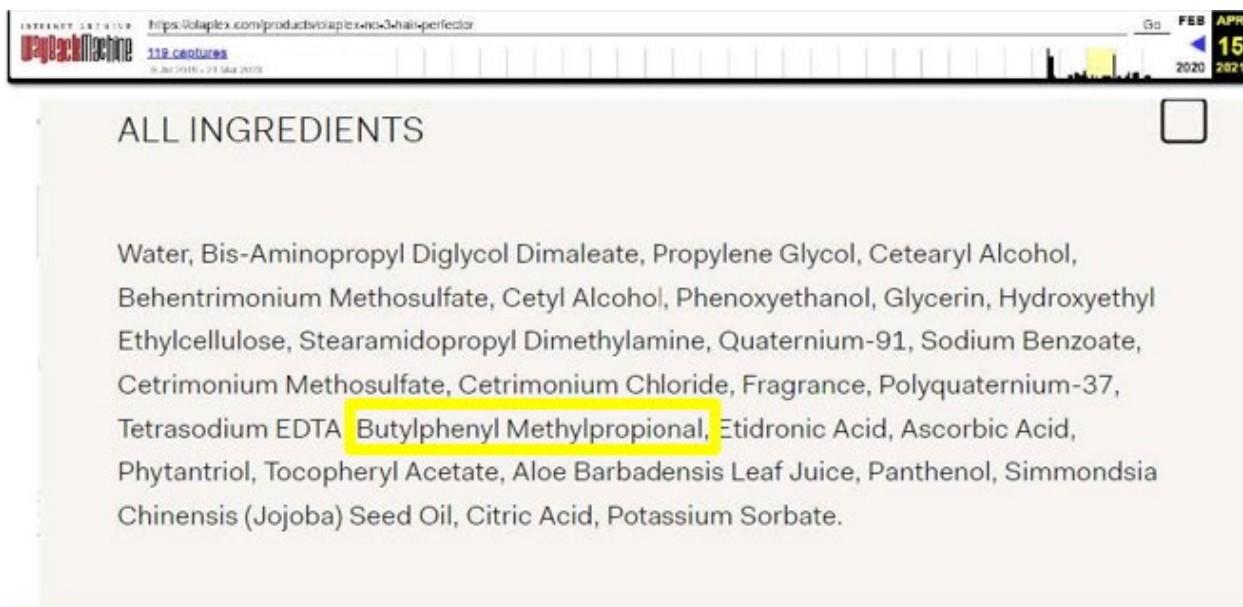 INTERNET ARCHIVE
WayBackMachine
https://olaplex.com/products/olaplex-no-3-hair-perfector
Go
FEB APR
119 captures
15
2020 2021
ALL INGREDIENTS
Water, Bis-Aminopropyl Diglycol Dimaleate, Propylene Glycol, Cetearyl Alcohol,
Behentrimonium Methosulfate, Cetyl Alcohol, Phenoxyethanol, Glycerin, Hydroxyethyl
Ethylcellulose, Stearamidopropyl Dimethylamine, Quaternium-91, Sodium Benzoate,
Cetrimonium Methosulfate, Cetrimonium Chloride, Fragrance, Polyquaternium-37,
Tetrasodium EDTA Butylphenyl Methylpropional, Etidronic Acid, Ascorbic Acid,
Phytantriol, Tocopheryl Acetate, Aloe Barbadensis Leaf Juice, Panthenol, Simmondsia
Chinensis (Jojoba) Seed Oil, Citric Acid, Potassium Sorbate.